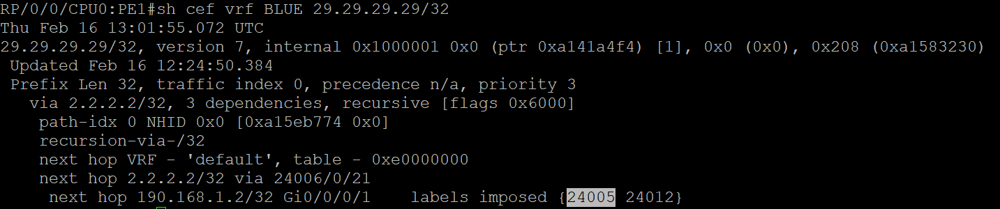 RP/0/0/CPU0:PE1#sh cef vrf BLUE 29.29.29.29/32
Thu Feb 16 13:01:55.072 UTC
29.29.29.29/32, version 7, internal 0x1000001 0x0 (ptr 0xa141a4f4) [1], 0x0 (0x0), 0x208 (0xa1583230)
Updated Feb 16 12:24:50.384
Prefix Len 32, traffic index 0, precedence n/a, priority 3
via 2.2.2.2/32, 3 dependencies, recursive [flags 0x6000]
path-idx 0 NHID 0x0 [0xa15eb774 0x0]
recursion-via-/32
next hop VRF - 'default', table - 0xe0000000
next hop 2.2.2.2/32 via 24006/0/21
next hop 190.168.1.2/32 Gi0/0/0/1 labels imposed {24005 24012}